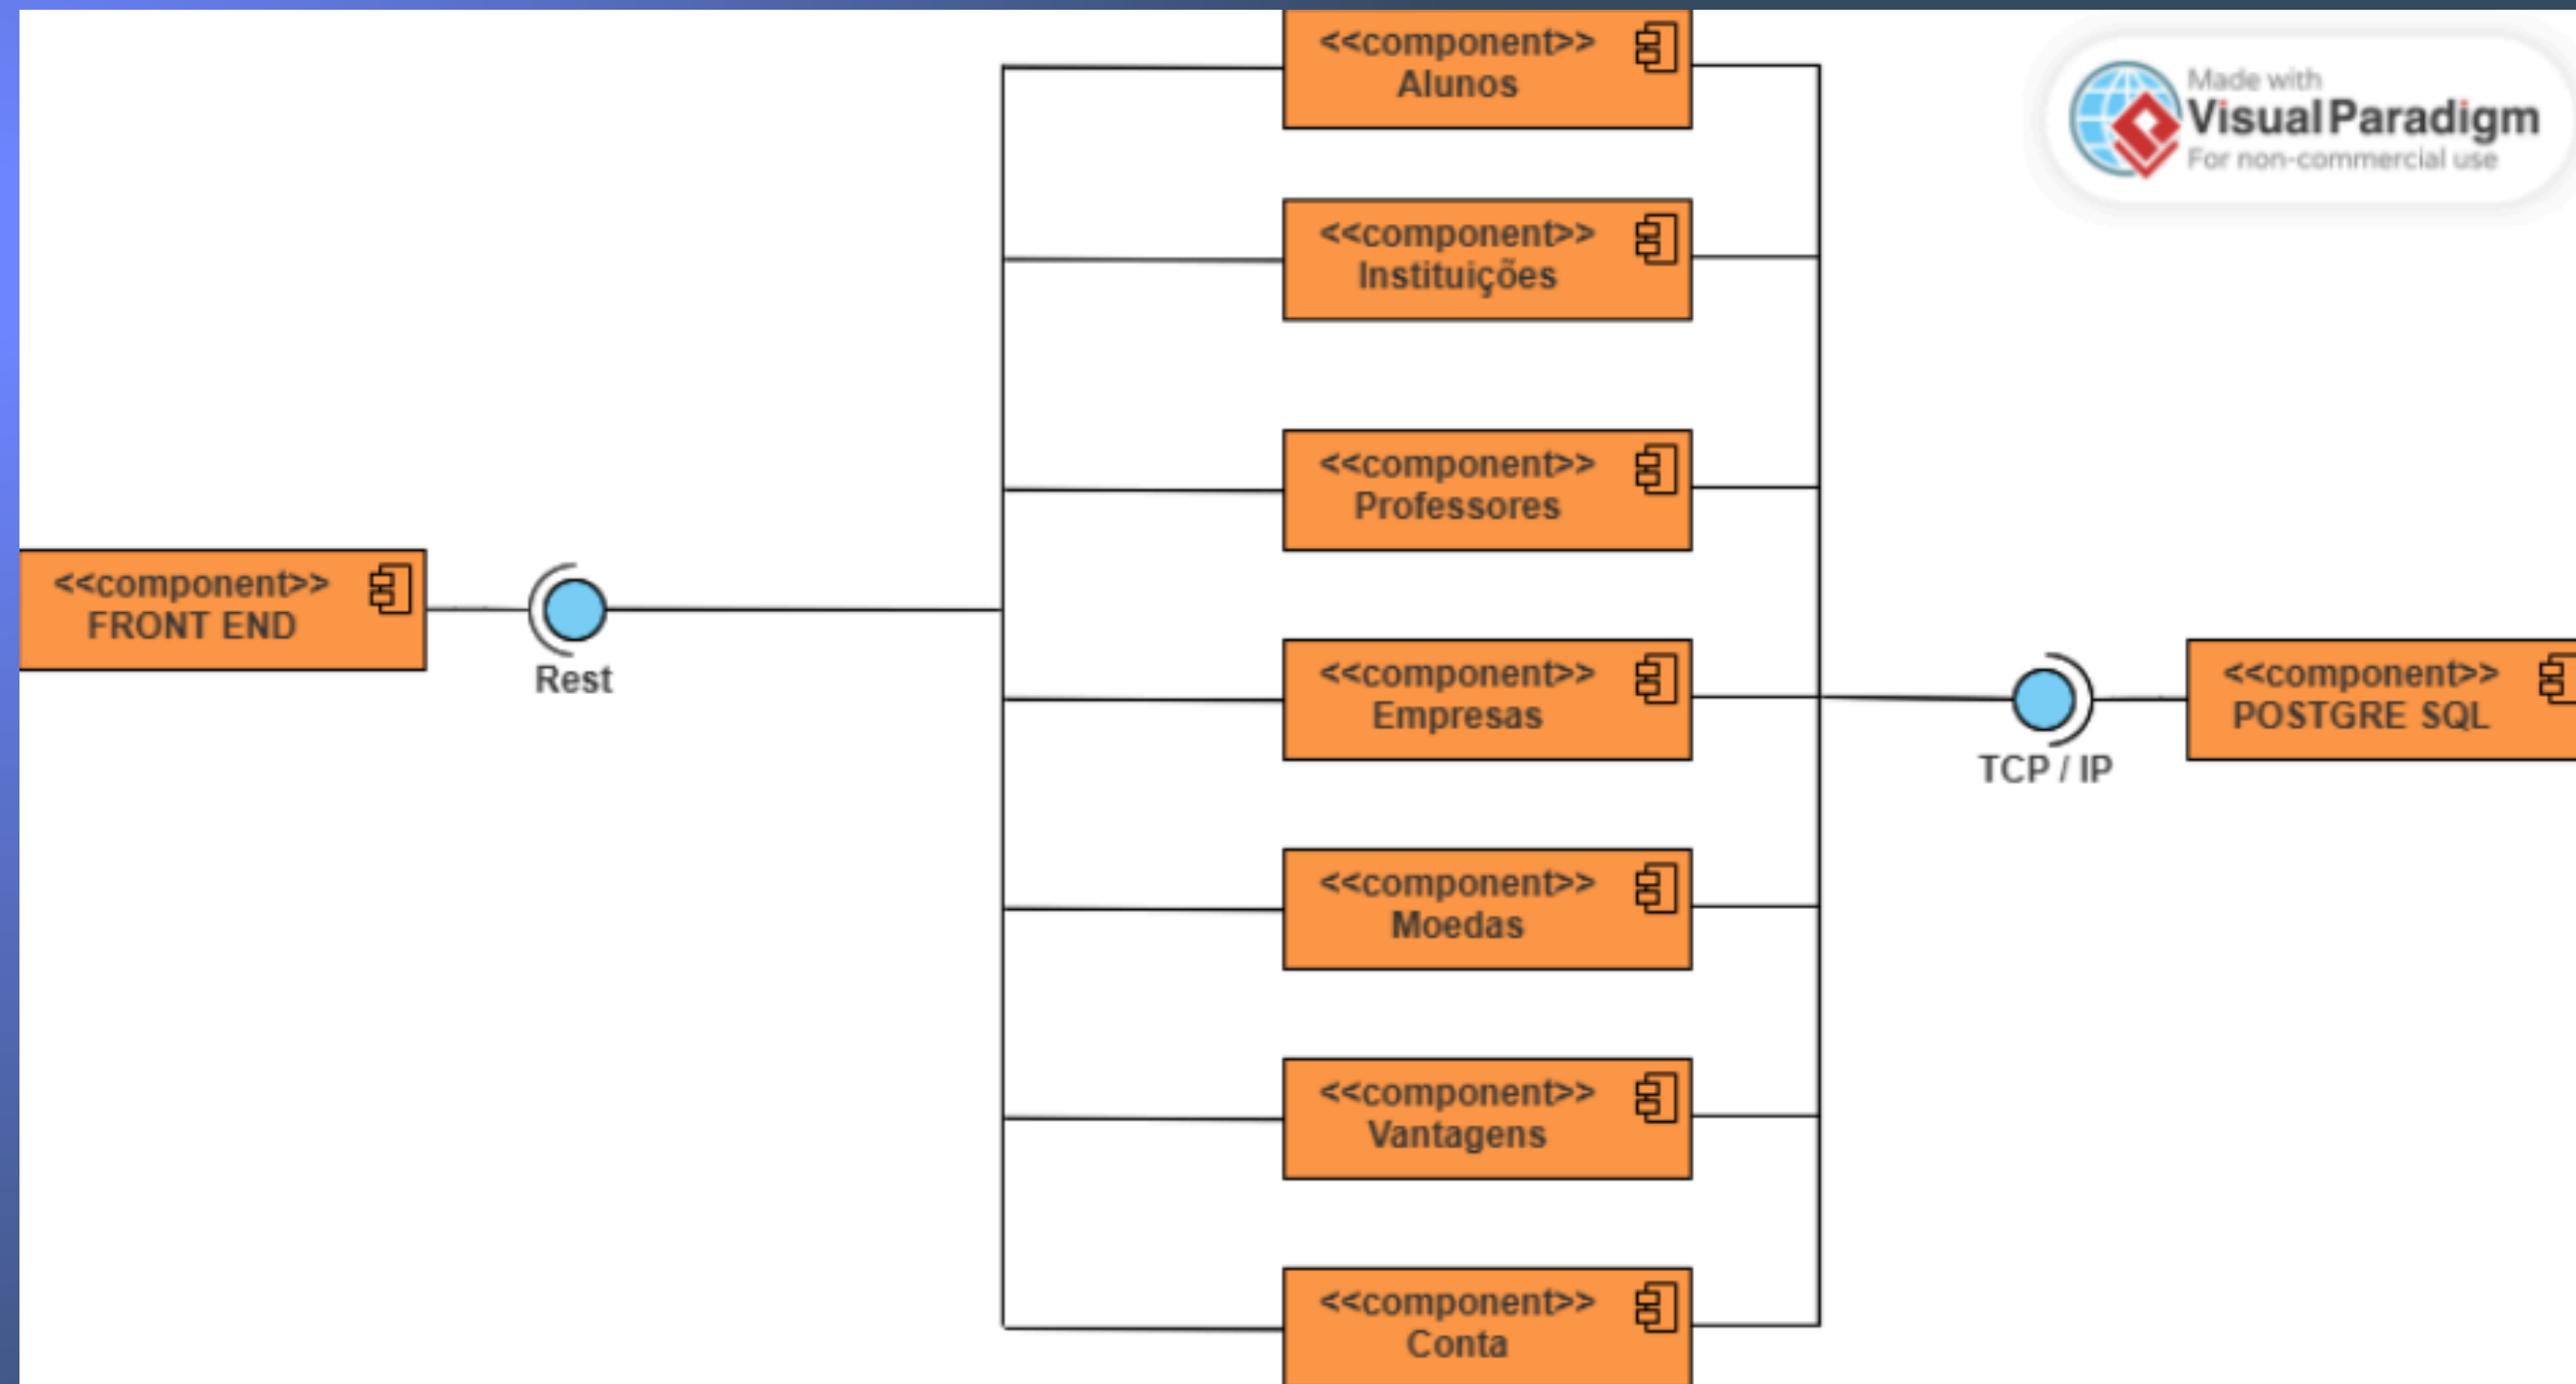 <<component>>
Alunos
Made with
Visual Paradigm
For non-commercial use
<<component>>
Instituições
<<component>>
Professores
<<component>>
FRONT END
Rest
<<component>>
Empresas
TCP / IP
<<component>>
POSTGRE SQL
<<component>>
Moedas
<<component>>
Vantagens
<<component>>
Conta